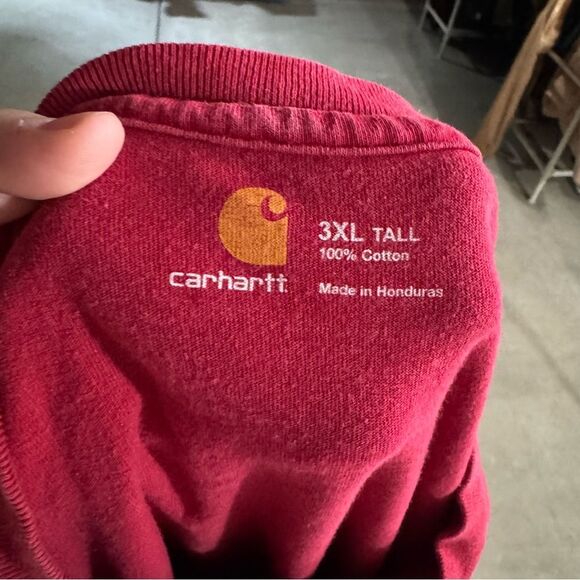 carhartt
3XL TALL
100% Cotton
Made in Honduras